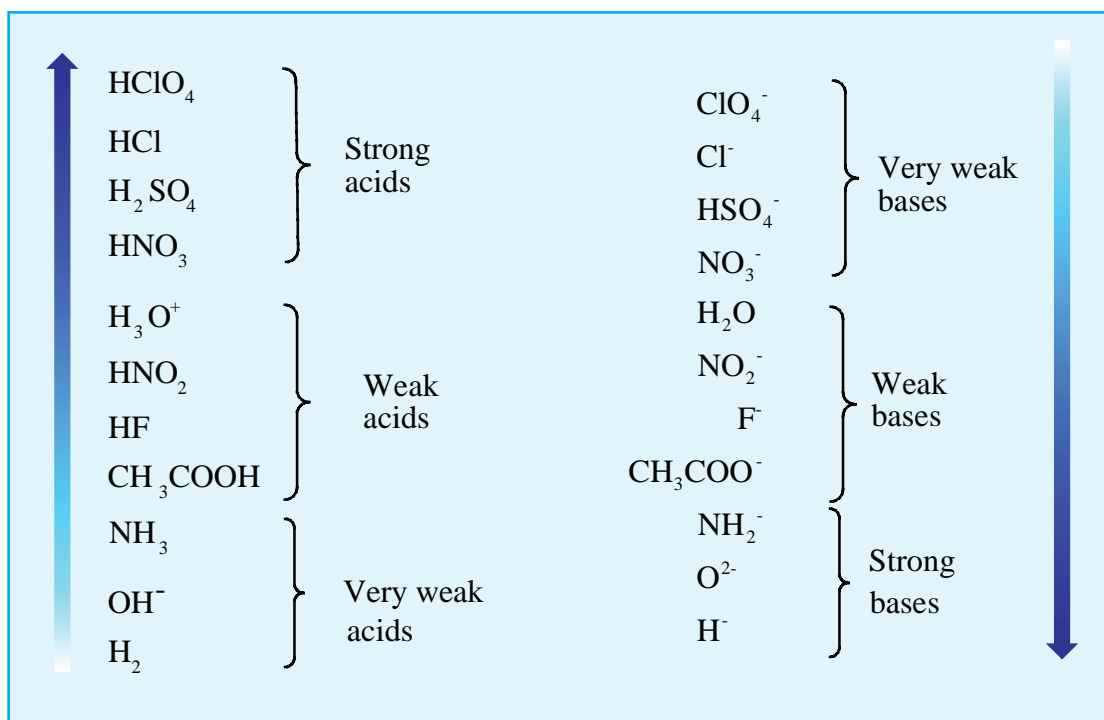 HClO₄
HCl
H₂SO₄
HNO₃
Strong
acids
H₃O⁺
HNO₂
HF
CH₃COOH
Weak
acids
NH₃
OH⁻
H₂
Very weak
acids
ClO₄⁻
Cl⁻
HSO₄⁻
NO₃⁻
Very weak
bases
H₂O
NO₂⁻
F⁻
CH₃COO⁻
Weak
bases
NH₂⁻
O²⁻
H⁻
Strong
bases